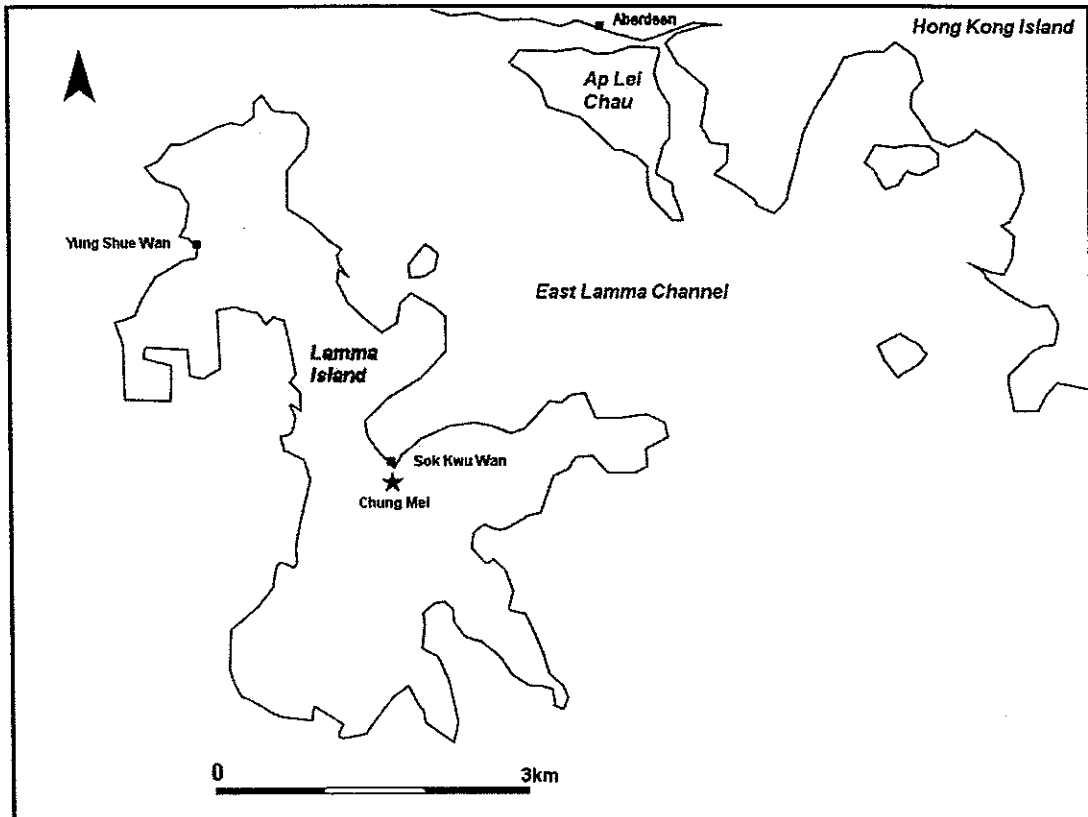 Aberdeen
Hong Kong Island
Ap Lei
Chau
Yung Shue Wan
East Lamma Channel
Lamma
Island
Sok Kwu Wan
Chung Mei
0 3km